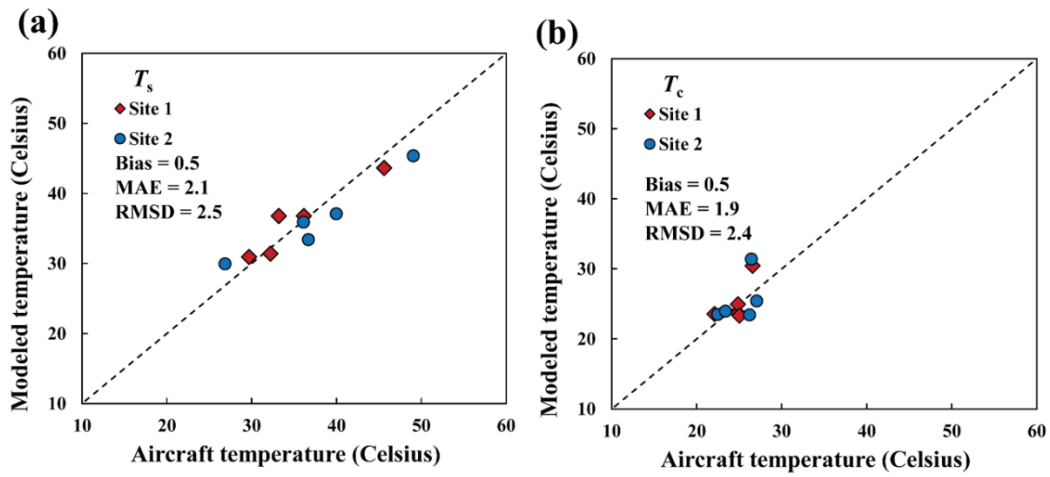 (a)
60
50
40
30
20
10
10 20 30 40 50 60
Modeled temperature (Celsius)
Aircraft temperature (Celsius)
Ts
Site 1
Site 2
Bias = 0.5
MAE = 2.1
RMSD = 2.5
(b)
60
50
40
30
20
10
10 20 30 40 50 60
Modeled temperature (Celsius)
Aircraft temperature (Celsius)
Tc
Site 1
Site 2
Bias = 0.5
MAE = 1.9
RMSD = 2.4